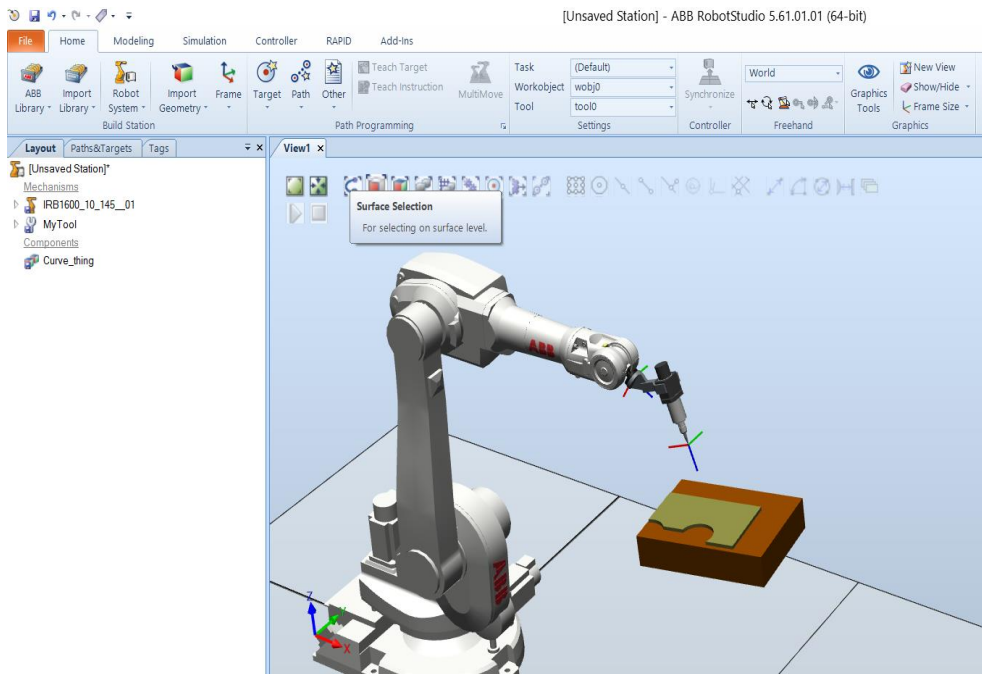 [Unsaved Station] - ABB RobotStudio 5.61.01.01 (64-bit)
File Home Modeling Simulation Controller RAPID Add-Ins
ABB Library
Import Library
Robot System
Import Geometry
Frame
Build Station
Target
Path
Other
Teach Target
Teach Instruction
MultiMove
Path Programming
Task (Default)
Workobject wobj0
Tool tool0
Settings
Synchronize
Controller
World
Freehand
Graphics Tools
New View
Show/Hide
Frame Size
Graphics
Layout Paths&Targets Tags
View1
[Unsaved Station]*
Mechanisms
IRB1600_10_145__01
MyTool
Components
Curve_thing
Surface Selection
For selecting on surface level.
ABB
ABB
Z
Y
X